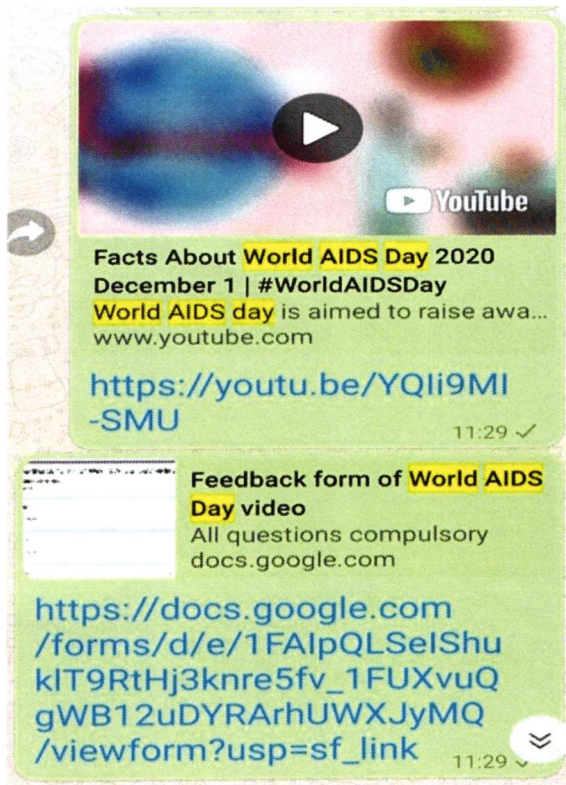 YouTube
Facts About World AIDS Day 2020
December 1 | #WorldAIDSDay
World AIDS day is aimed to raise awa...
www.youtube.com
https://youtu.be/YQIi9MI
-SMU
11:29
Feedback form of World AIDS
Day video
All questions compulsory
docs.google.com
https://docs.google.com
/forms/d/e/1FAIpQLSeIShu
kIT9RtHj3knre5fv_1FUXvuQ
gWB12uDYRArhUWXJyMQ
/viewform?usp=sf_link
11:29